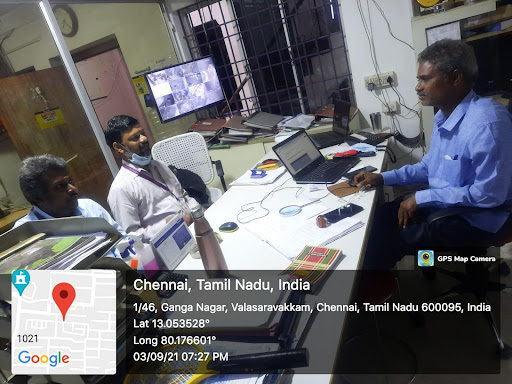 GPS Map Camera
Chennai, Tamil Nadu, India
1/46, Ganga Nagar, Valasaravakkam, Chennai, Tamil Nadu 600095, India
Lat 13.053528°
Long 80.176601°
03/09/21 07:27 PM
1021
Google